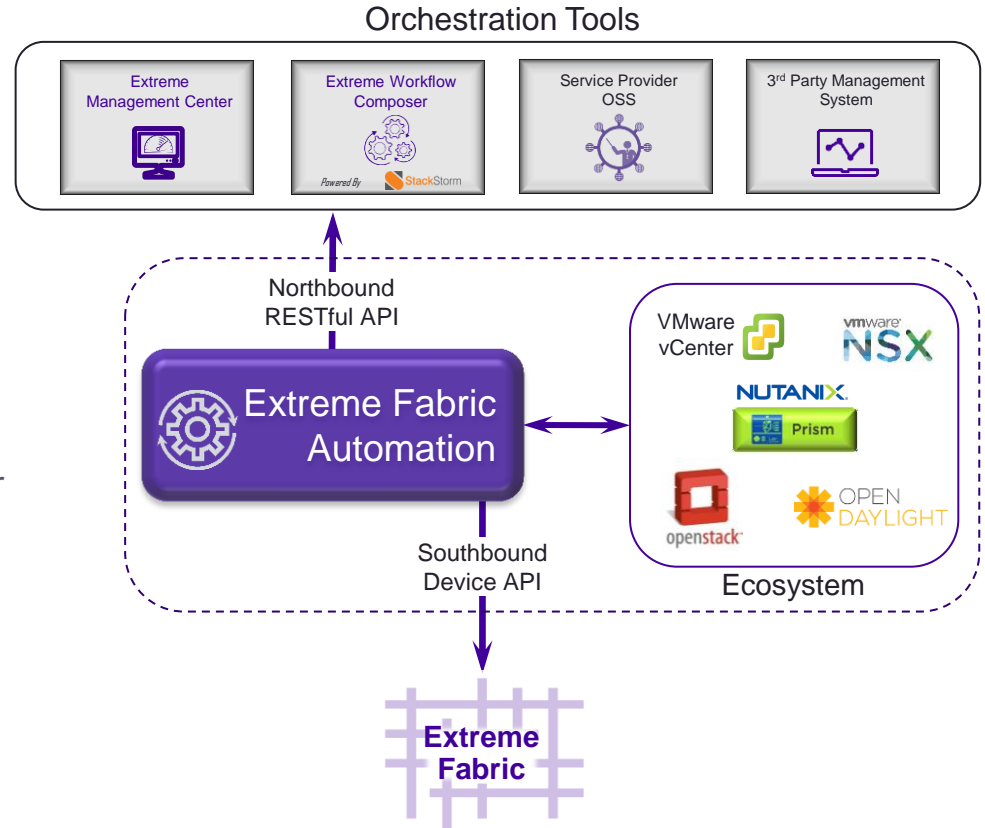 Orchestration Tools
Extreme
Management Center
Extreme Workflow
Composer
Powered By StackStorm
Service Provider
OSS
3rd Party Management
System
Northbound
RESTful API
Extreme Fabric
Automation
VMware
vCenter
vmware
NSX
NUTANIX.
Prism
openstack
OPEN
DAYLIGHT
Southbound
Device API
Ecosystem
Extreme
Fabric